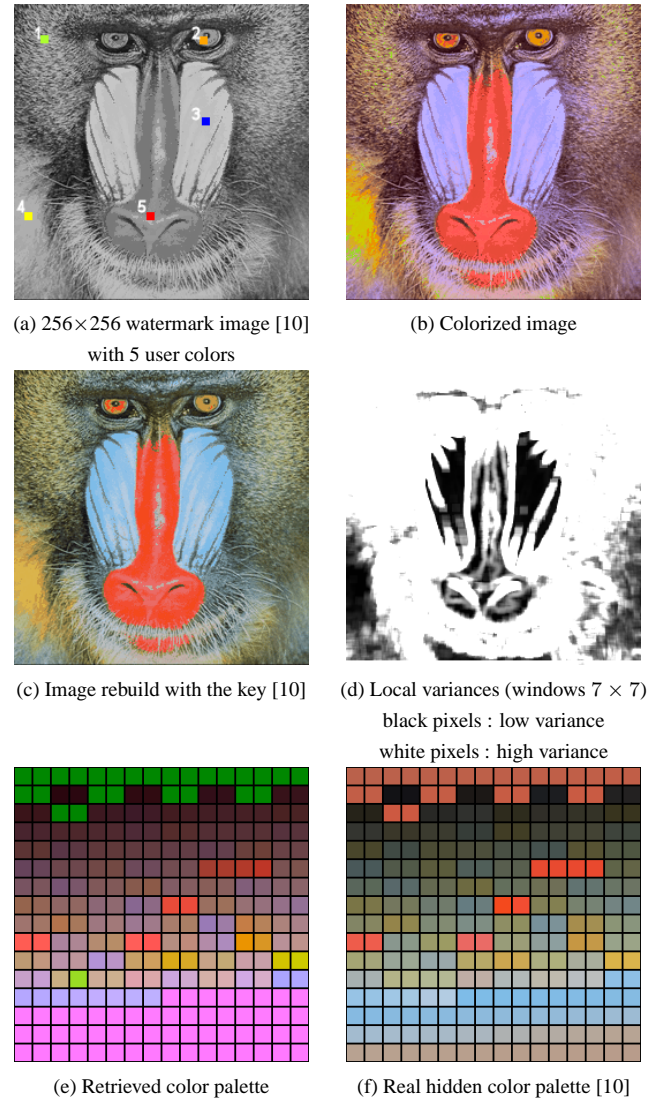 1
2
3
4
5
(a) 256×256 watermark image [10]
with 5 user colors
(b) Colorized image
(c) Image rebuild with the key [10]
(d) Local variances (windows 7 × 7)
black pixels : low variance
white pixels : high variance
(e) Retrieved color palette
(f) Real hidden color palette [10]